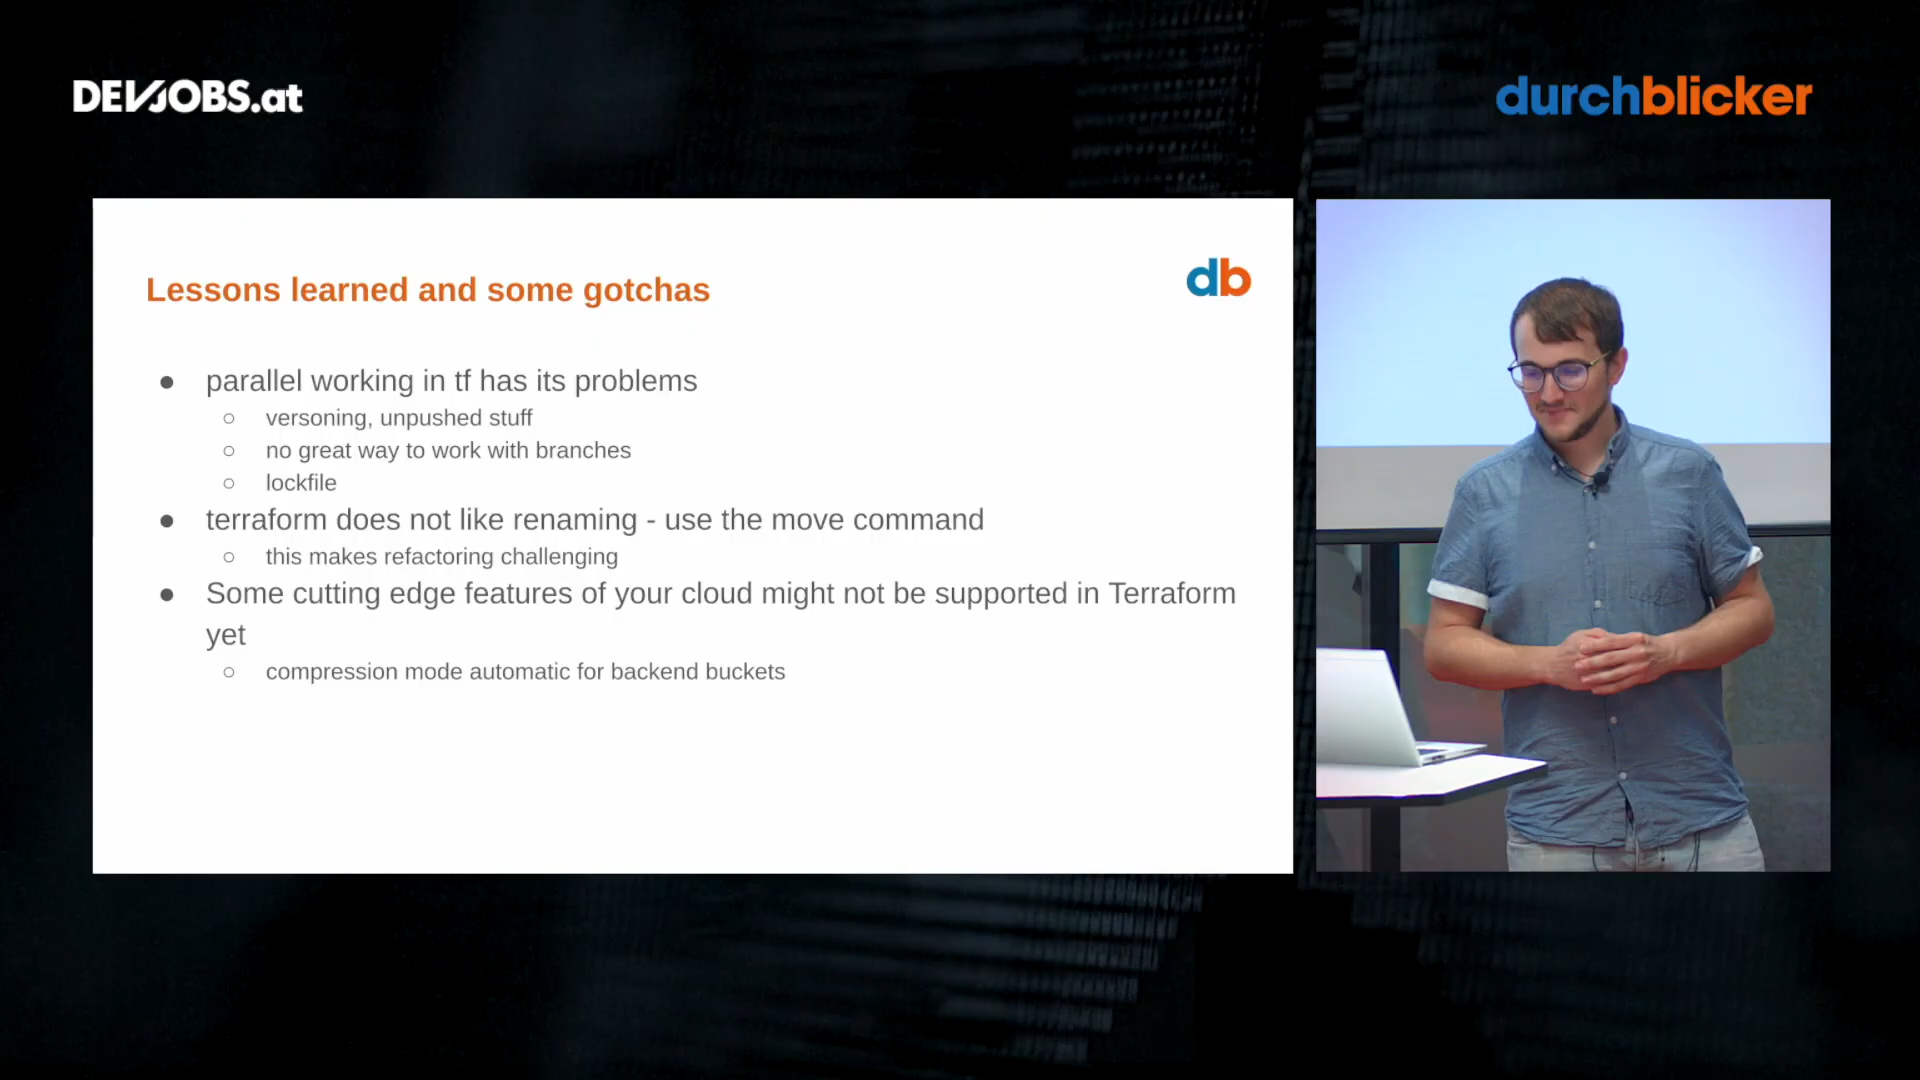 DEVJOBS.at
durchblicker
Lessons learned and some gotchas
db
● parallel working in tf has its problems
○ versoning, unpushed stuff
○ no great way to work with branches
○ lockfile
● terraform does not like renaming - use the move command
○ this makes refactoring challenging
● Some cutting edge features of your cloud might not be supported in Terraform
yet
○ compression mode automatic for backend buckets